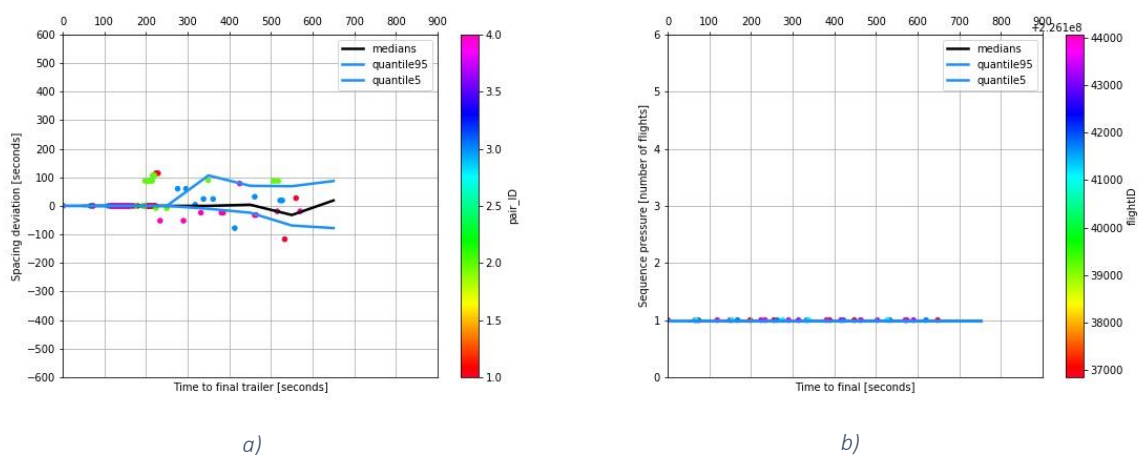 0 100 200 300 400 500 600 700 800 900
600
500
400
300
200
100
0
−100
−200
−300
−400
−500
−600
Spacing deviation [seconds]
Time to final trailer [seconds]
medians
quantile95
quantile5
4.0
3.5
3.0
2.5
2.0
1.5
1.0
pair_ID
a)
0 100 200 300 400 500 600 700 800 900
+2.261e8
6
5
4
3
2
1
0
Sequence pressure [number of flights]
Time to final [seconds]
medians
quantile95
quantile5
44000
43000
42000
41000
40000
39000
38000
37000
flightID
b)